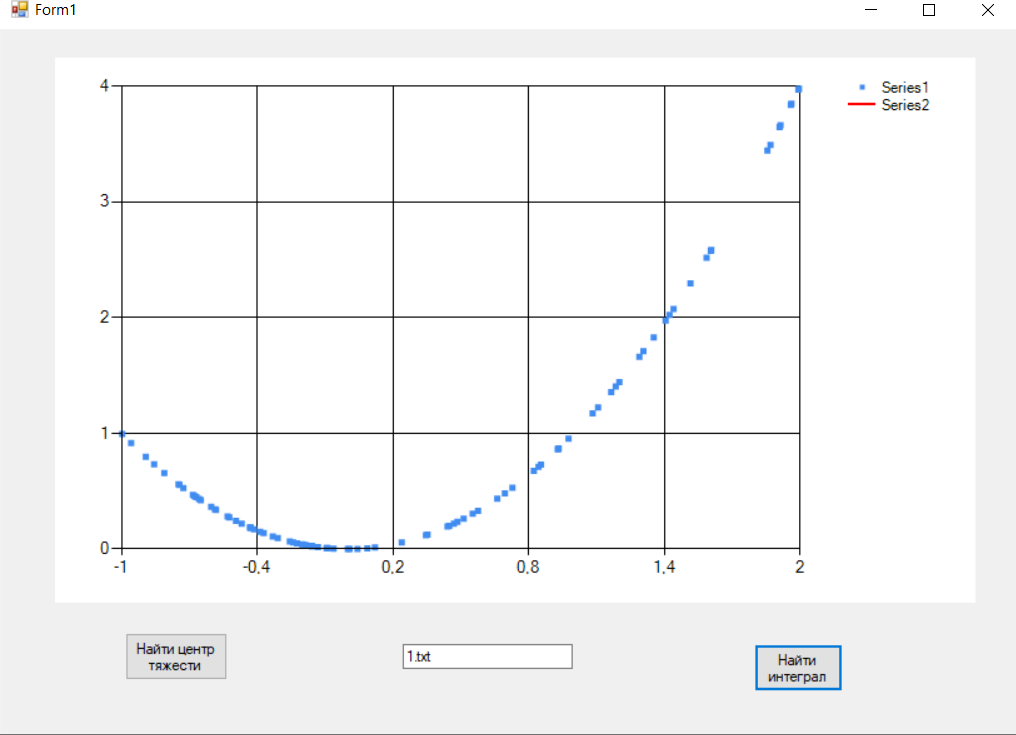 Form1
4
3
2
1
0
-1 -0,4 0,2 0,8 1,4 2
Series1
Series2
Найти центр
тяжести
1.txt
Найти
интеграл